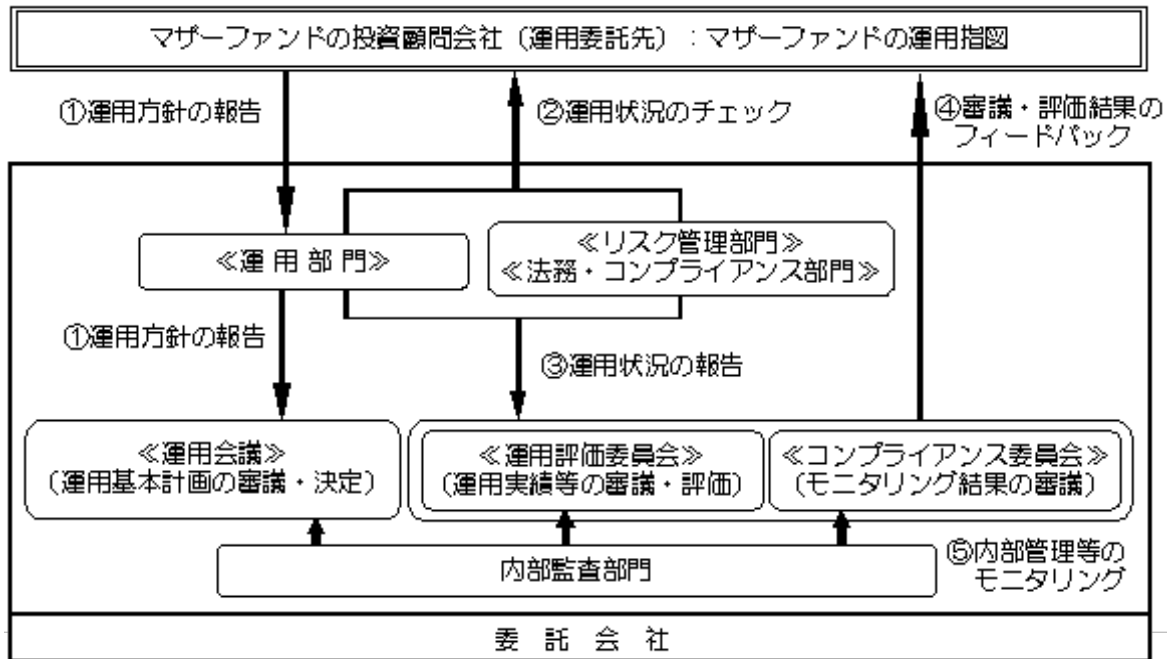 マザーファンドの投資顧問会社（運用委託先）：マザーファンドの運用指図
①運用方針の報告
②運用状況のチェック
④審議・評価結果の
フィードバック
≪運 用 部 門≫
≪リスク管理部門≫
≪法務・コンプライアンス部門≫
①運用方針の報告
③運用状況の報告
≪運用会議≫
(運用基本計画の審議・決定)
≪運用評価委員会≫
(運用実績等の審議・評価)
≪コンプライアンス委員会≫
(モニタリング結果の審議)
内部監査部門
⑤内部管理等の
モニタリング
委 託 会 社